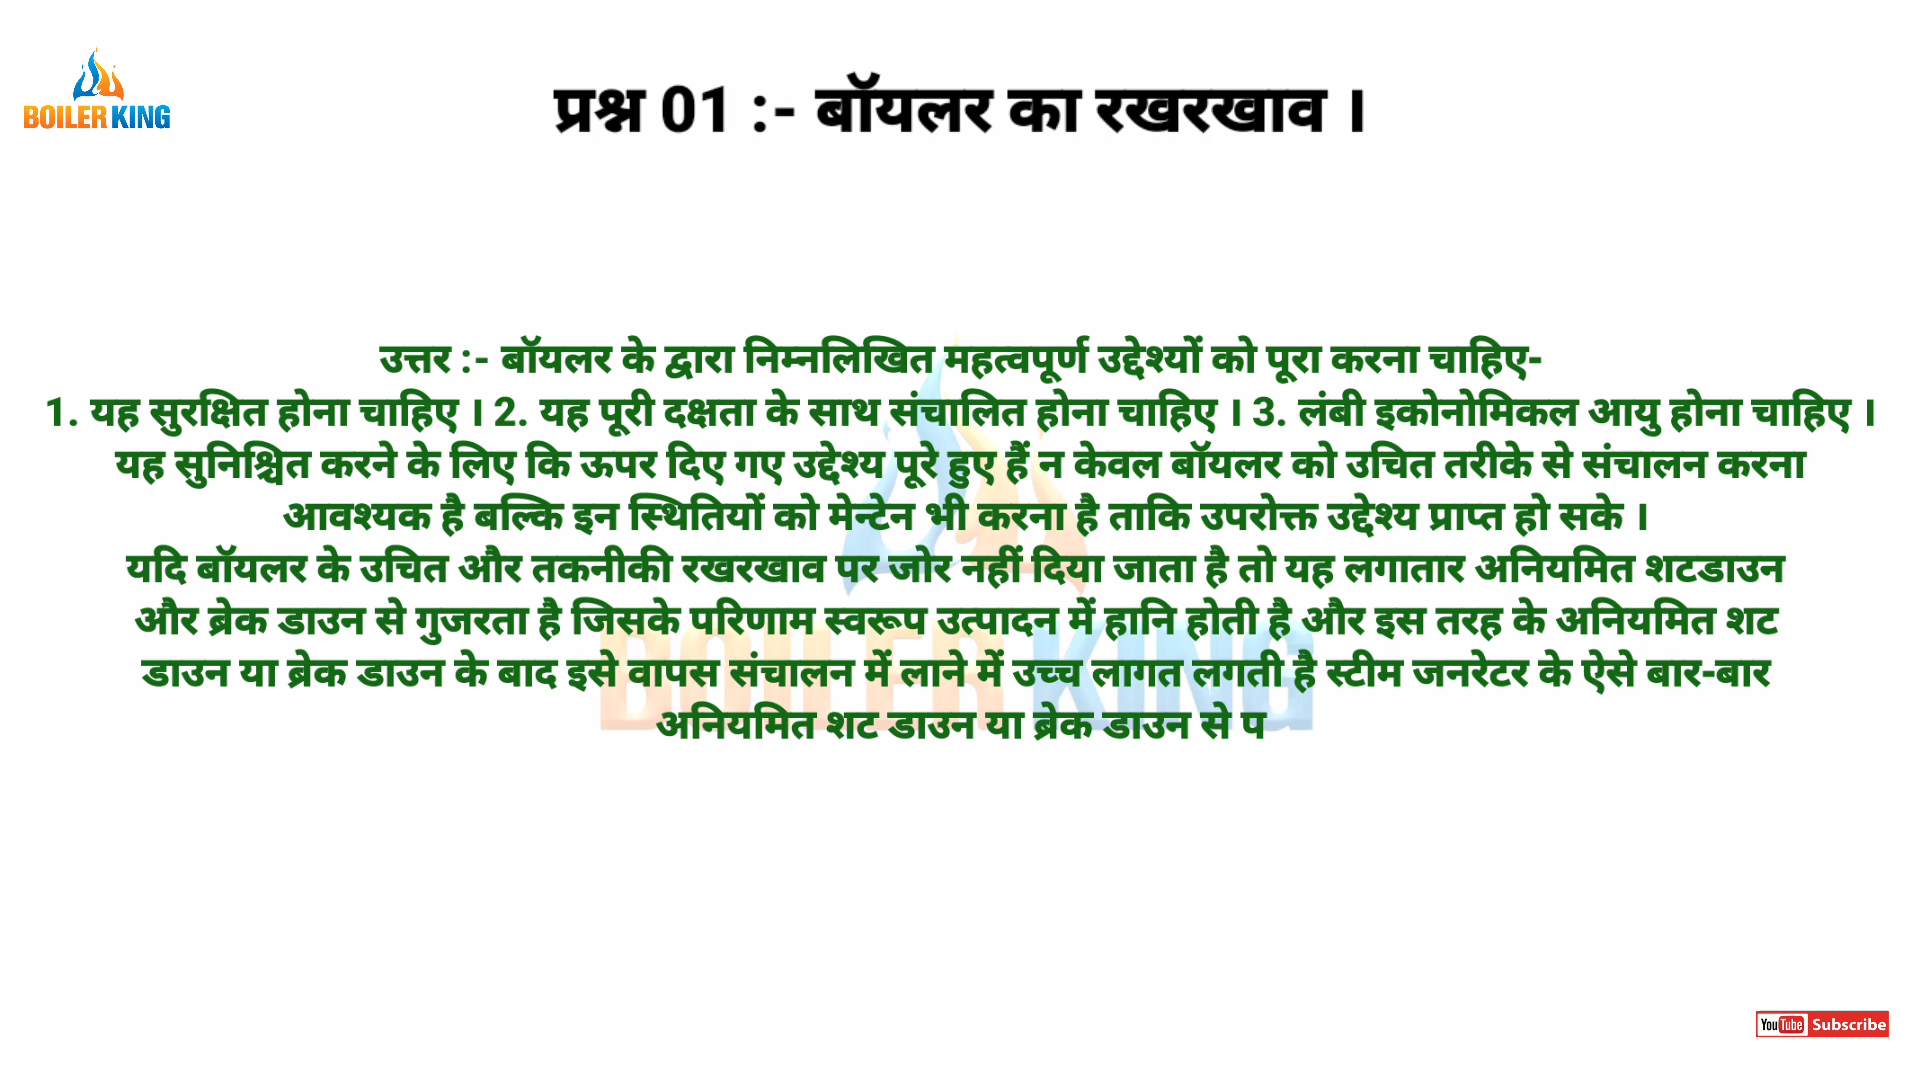 BOILER KING
प्रश्न 01 :- बॉयलर का रखरखाव ।
उत्तर :- बॉयलर के द्वारा निम्नलिखित महत्वपूर्ण उद्देश्यों को पूरा करना चाहिए-
1. यह सुरक्षित होना चाहिए । 2. यह पूरी दक्षता के साथ संचालित होना चाहिए । 3. लंबी इकोनोमिकल आयु होना चाहिए ।
यह सुनिश्चित करने के लिए कि ऊपर दिए गए उद्देश्य पूरे हुए हैं न केवल बॉयलर को उचित तरीके से संचालन करना
आवश्यक है बल्कि इन स्थितियों को मेन्टेन भी करना है ताकि उपरोक्त उद्देश्य प्राप्त हो सके ।
यदि बॉयलर के उचित और तकनीकी रखरखाव पर जोर नहीं दिया जाता है तो यह लगातार अनियमित शटडाउन
और ब्रेक डाउन से गुजरता है जिसके परिणाम स्वरूप उत्पादन में हानि होती है और इस तरह के अनियमित शट
डाउन या ब्रेक डाउन के बाद इसे वापस संचालन में लाने में उच्च लागत लगती है स्टीम जनरेटर के ऐसे बार-बार
अनियमित शट डाउन या ब्रेक डाउन से प
BOILER KING
YouTube Subscribe